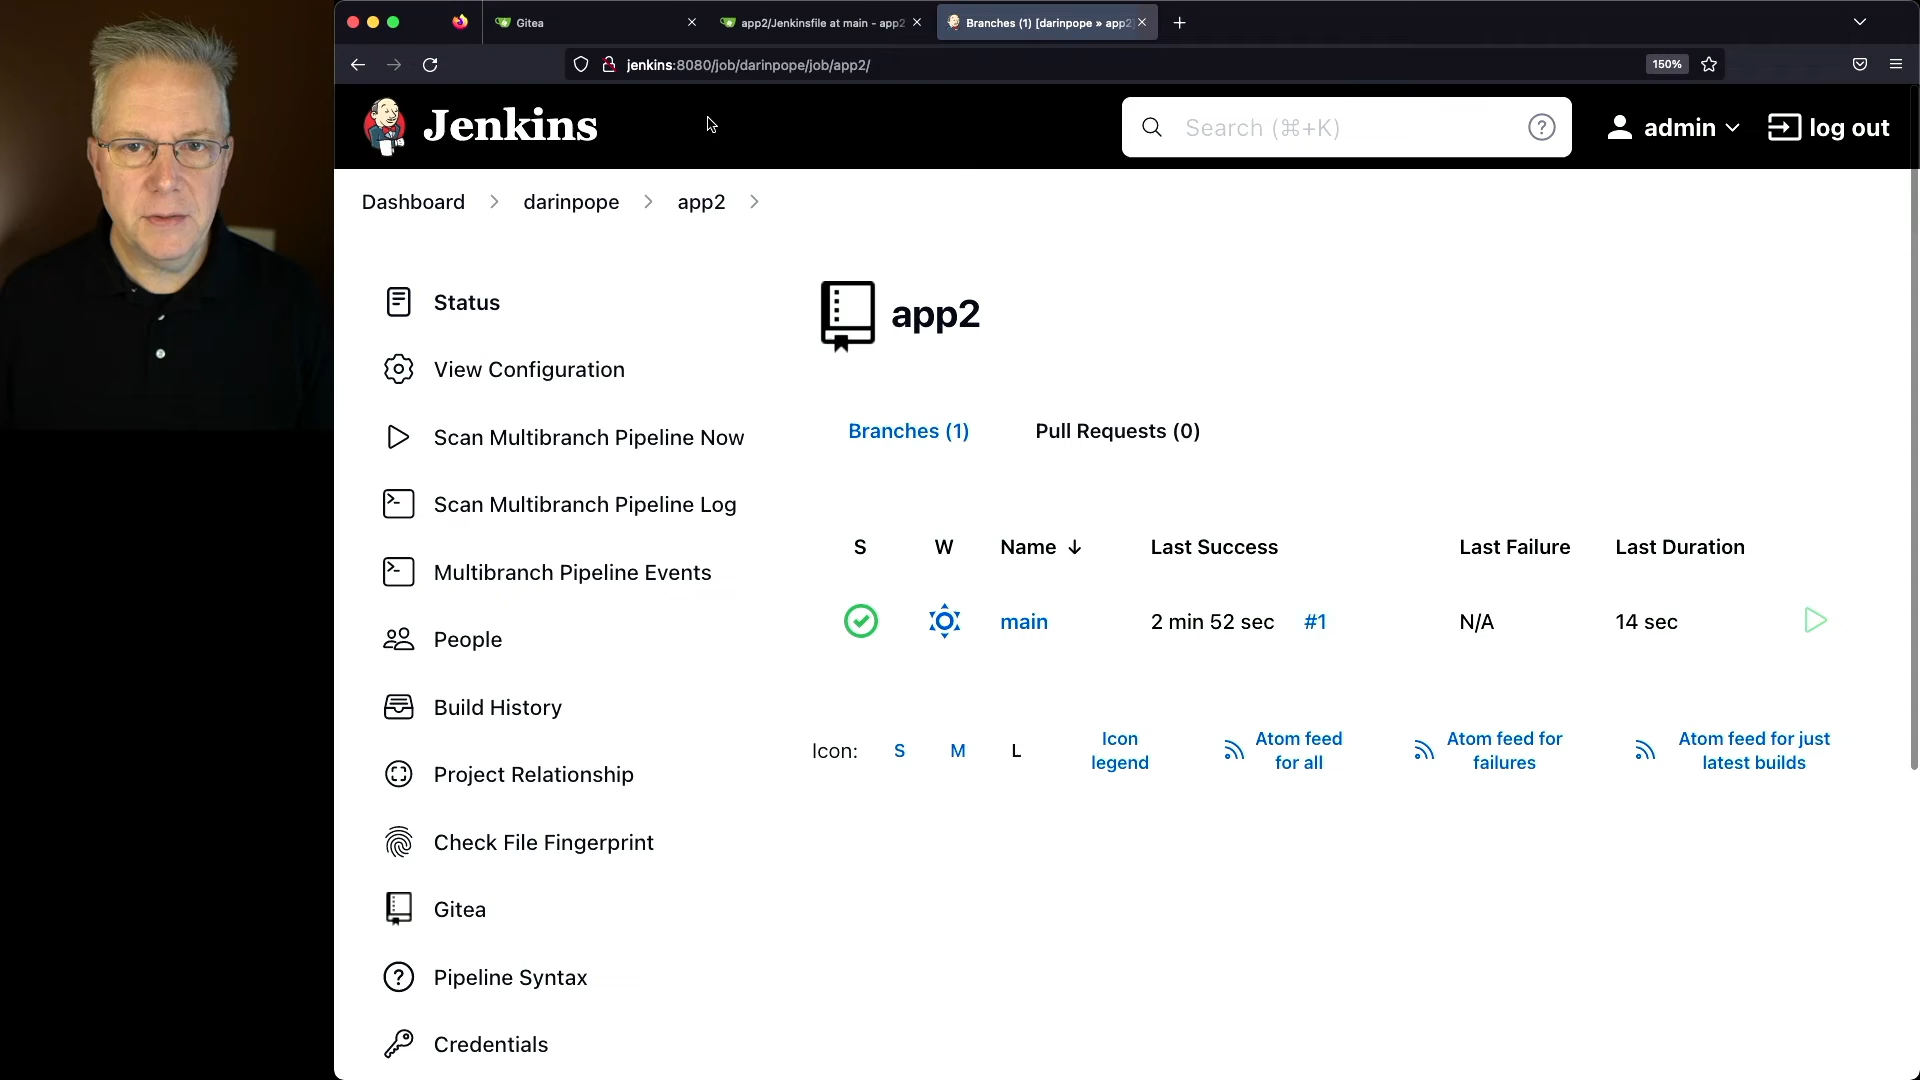 Gitea
app2/Jenkinsfile at main - app2
Branches (1) [darinpope » app2]
jenkins:8080/job/darinpope/job/app2/
150%
Jenkins
Search (⌘+K)
admin
log out
Dashboard
darinpope
app2
Status
View Configuration
Scan Multibranch Pipeline Now
Scan Multibranch Pipeline Log
Multibranch Pipeline Events
People
Build History
Project Relationship
Check File Fingerprint
Gitea
Pipeline Syntax
Credentials
app2
Branches (1)
Pull Requests (0)
S W Name ↓ Last Success Last Failure Last Duration
main 2 min 52 sec #1 N/A 14 sec
Icon: S M L
Icon
legend
Atom feed
for all
Atom feed for
failures
Atom feed for just
latest builds